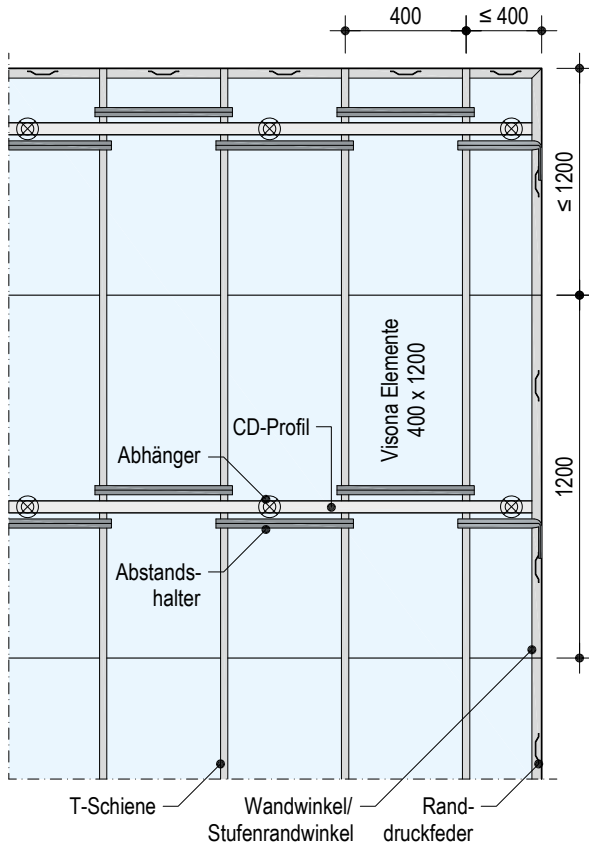 400
≤ 400
≤ 1200
Visona Elemente
400 x 1200
CD-Profil
Abhänger
1200
Abstands-
halter
T-Schiene
Wandwinkel/
Stufenrandwinkel
Rand-
druckfeder